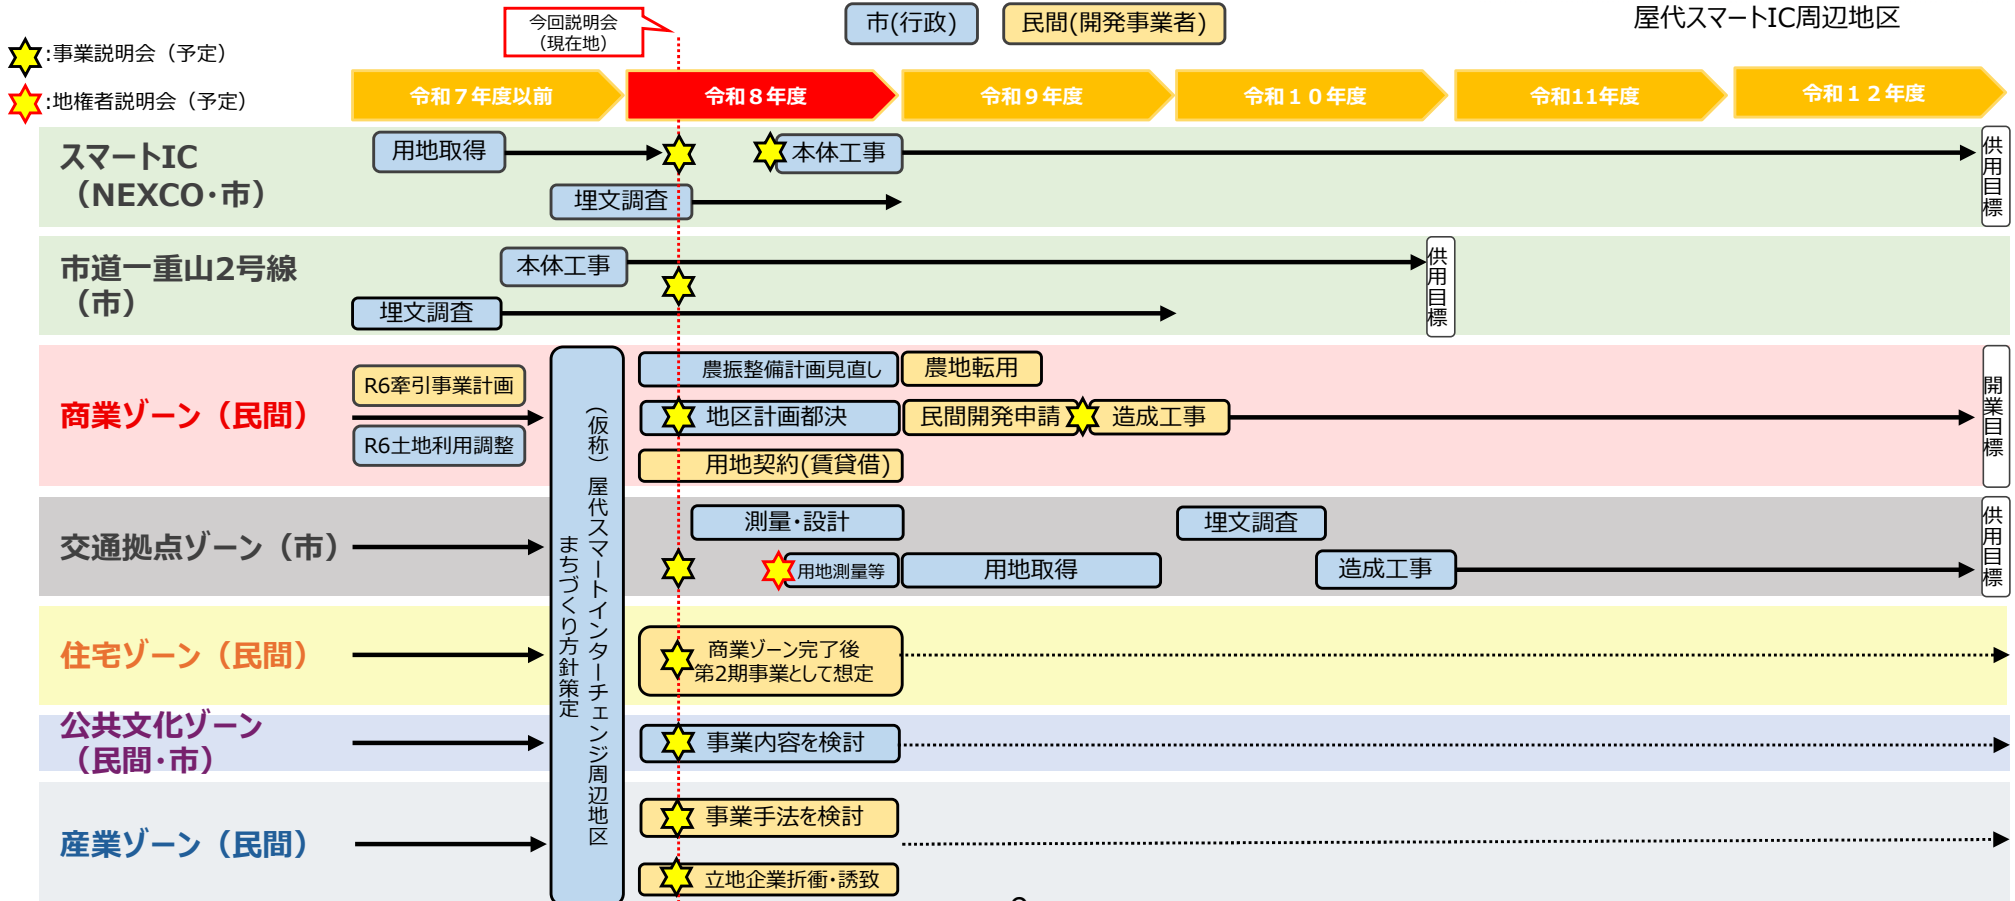 今回説明会
（現在地）
市(行政)
民間(開発事業者)
屋代スマートIC周辺地区
:事業説明会（予定）
:地権者説明会（予定）
令和７年度以前
令和８年度
令和９年度
令和１０年度
令和11年度
令和１２年度
スマートIC
（NEXCO・市）
用地取得
本体工事
埋文調査
供用目標
市道一重山2号線
（市）
本体工事
埋文調査
供用目標
商業ゾーン（民間）
R6牽引事業計画
R6土地利用調整
（仮称）屋代スマートインターチェンジ周辺地区
まちづくり方針策定
農振整備計画見直し
農地転用
地区計画都決
民間開発申請
造成工事
用地契約(賃貸借)
開業目標
交通拠点ゾーン（市）
測量・設計
埋文調査
用地測量等
用地取得
造成工事
供用目標
住宅ゾーン（民間）
商業ゾーン完了後
第2期事業として想定
公共文化ゾーン
（民間・市）
事業内容を検討
産業ゾーン（民間）
事業手法を検討
立地企業折衝・誘致